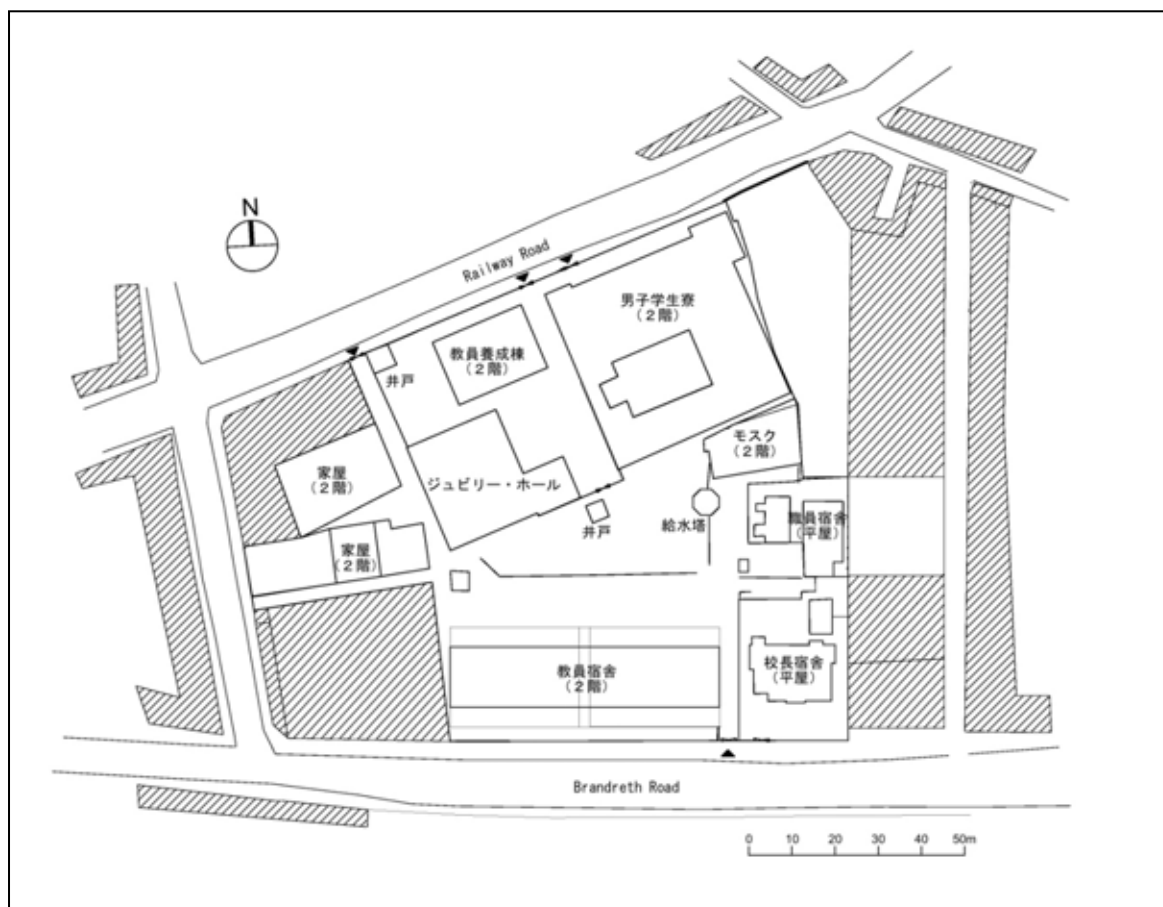 N
Railway Road
男子学生寮
（２階）
教員養成棟
（２階）
井戸
モスク
（２階）
家屋
（２階）
ジュビリー・ホール
井戸
給水塔
職員宿舎
（平屋）
家屋
（２階）
教員宿舎
（２階）
校長宿舎
（平屋）
Brandreth Road
0 10 20 30 40 50m